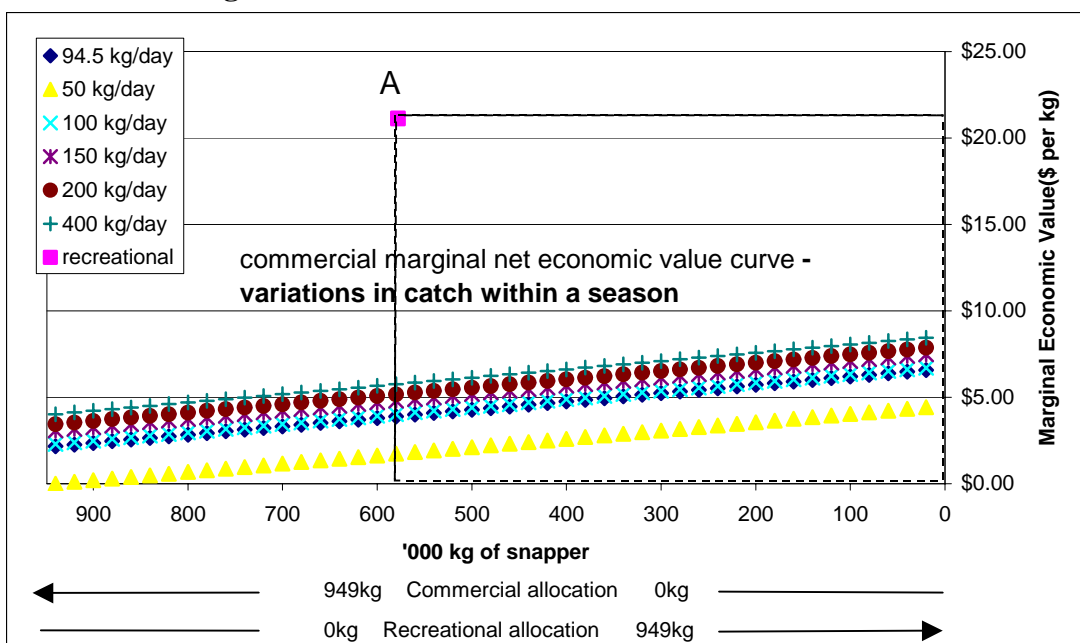 94.5 kg/day
50 kg/day
100 kg/day
150 kg/day
200 kg/day
400 kg/day
recreational
A
commercial marginal net economic value curve -
variations in catch within a season
$25.00
$20.00
$15.00
$10.00
$5.00
$0.00
Marginal Economic Value($ per kg)
900 800 700 600 500 400 300 200 100 0
'000 kg of snapper
949kg Commercial allocation 0kg
0kg Recreational allocation 949kg